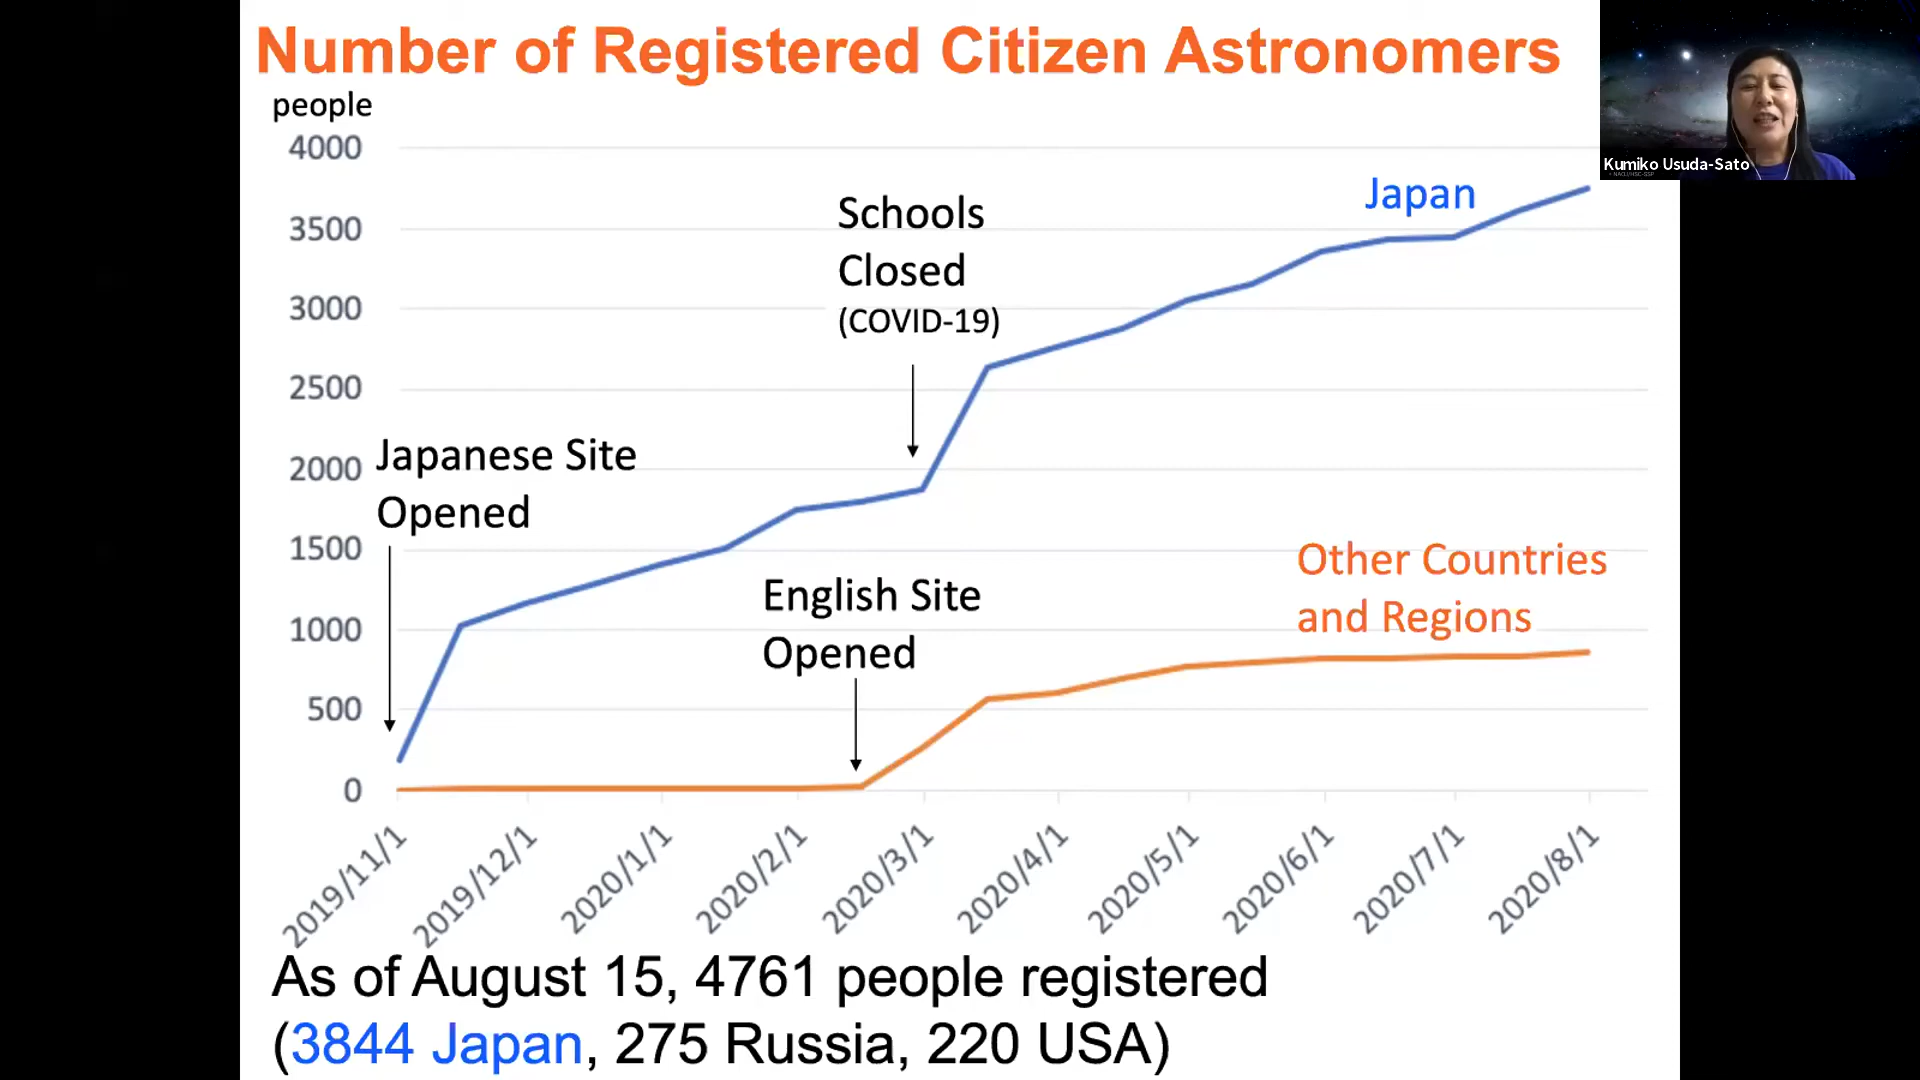 Number of Registered Citizen Astronomers
people
4000
3500
3000
2500
2000
1500
1000
500
0
Japanese Site
Opened
Schools
Closed
(COVID-19)
English Site
Opened
Japan
Other Countries
and Regions
2019/11/1
2019/12/1
2020/1/1
2020/2/1
2020/3/1
2020/4/1
2020/5/1
2020/6/1
2020/7/1
2020/8/1
As of August 15, 4761 people registered
(3844 Japan, 275 Russia, 220 USA)
Kumiko Usuda-Sato